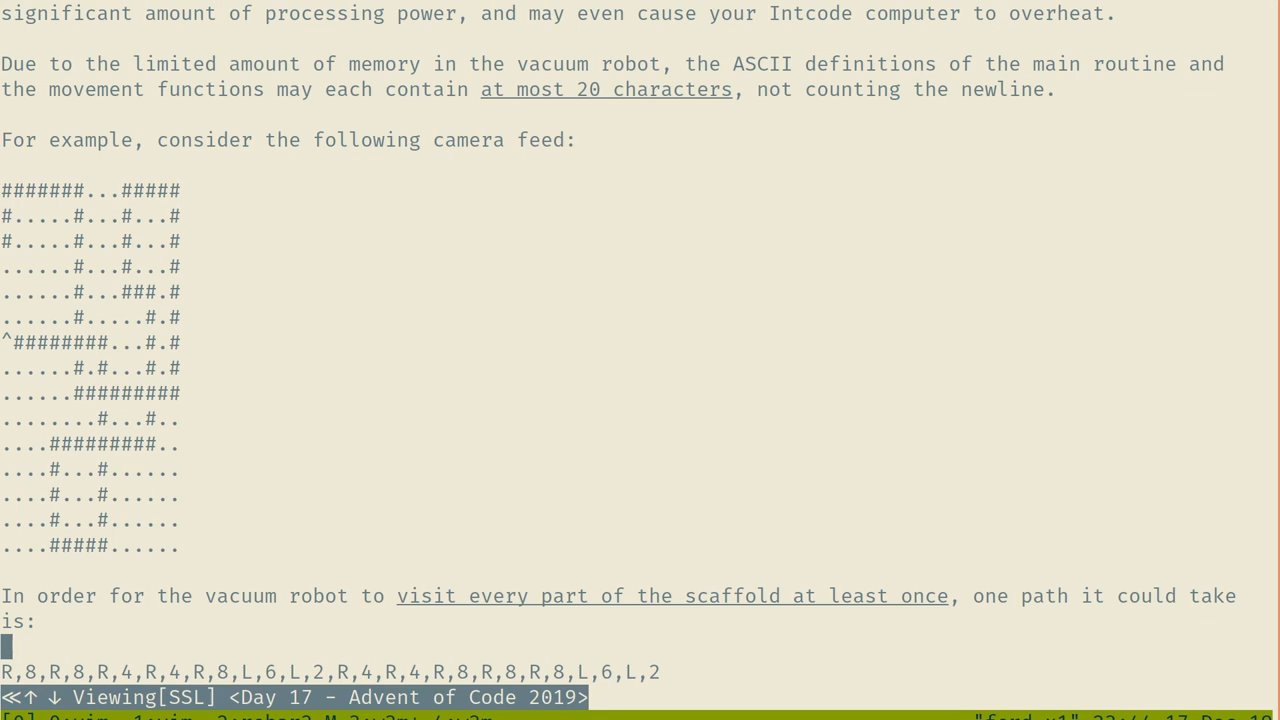 significant amount of processing power, and may even cause your Intcode computer to overheat.
Due to the limited amount of memory in the vacuum robot, the ASCII definitions of the main routine and
the movement functions may each contain at most 20 characters, not counting the newline.
For example, consider the following camera feed:
#######...#####
#.....#...#...#
#.....#...#...#
......#...#...#
......#...###.#
......#.....#.#
^########...#.#
......#.#...#.#
......#########
........#...#..
....#########..
....#...#......
....#...#......
....#...#......
....#####......
In order for the vacuum robot to visit every part of the scaffold at least once, one path it could take
is:
R,8,R,8,R,4,R,4,R,8,L,6,L,2,R,4,R,4,R,8,R,8,R,8,L,6,L,2
≪↑ ↓ Viewing[SSL] <Day 17 - Advent of Code 2019>